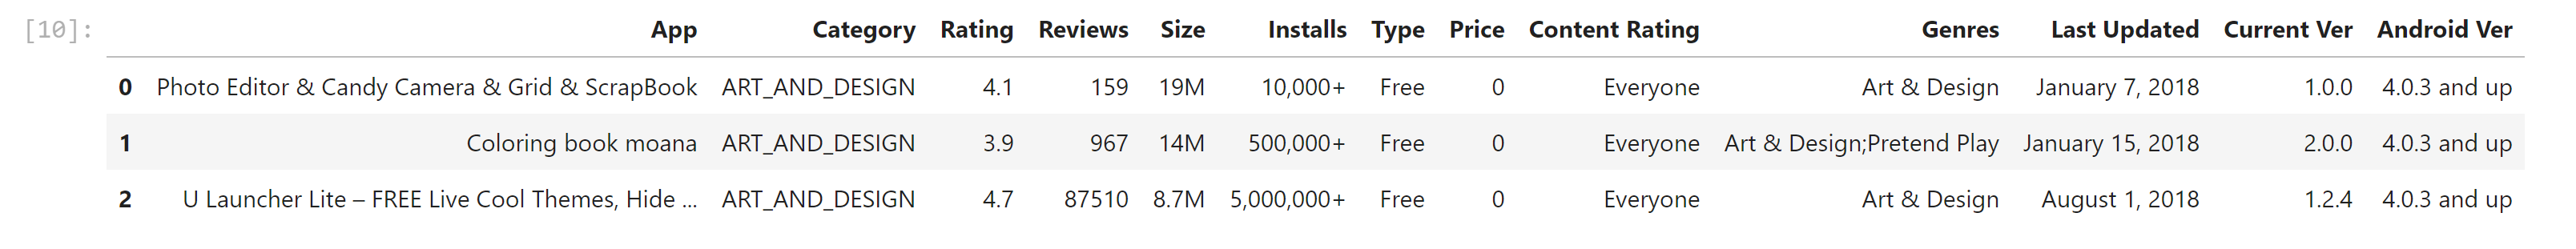 [10]: App Category Rating Reviews Size Installs Type Price Content Rating Genres Last Updated Current Ver Android Ver
0 Photo Editor & Candy Camera & Grid & ScrapBook ART_AND_DESIGN 4.1 159 19M 10,000+ Free 0 Everyone Art & Design January 7, 2018 1.0.0 4.0.3 and up
1 Coloring book moana ART_AND_DESIGN 3.9 967 14M 500,000+ Free 0 Everyone Art & Design;Pretend Play January 15, 2018 2.0.0 4.0.3 and up
2 U Launcher Lite – FREE Live Cool Themes, Hide ... ART_AND_DESIGN 4.7 87510 8.7M 5,000,000+ Free 0 Everyone Art & Design August 1, 2018 1.2.4 4.0.3 and up